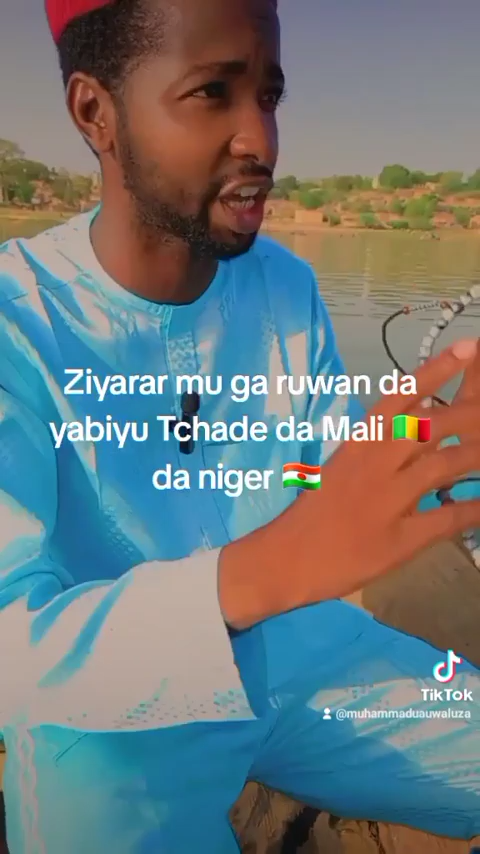 Ziyarar mu ga ruwan da
yabiyu Tchade da Mali 🇲🇱
da niger 🇳🇪
TikTok
@muhammaduauwaluza